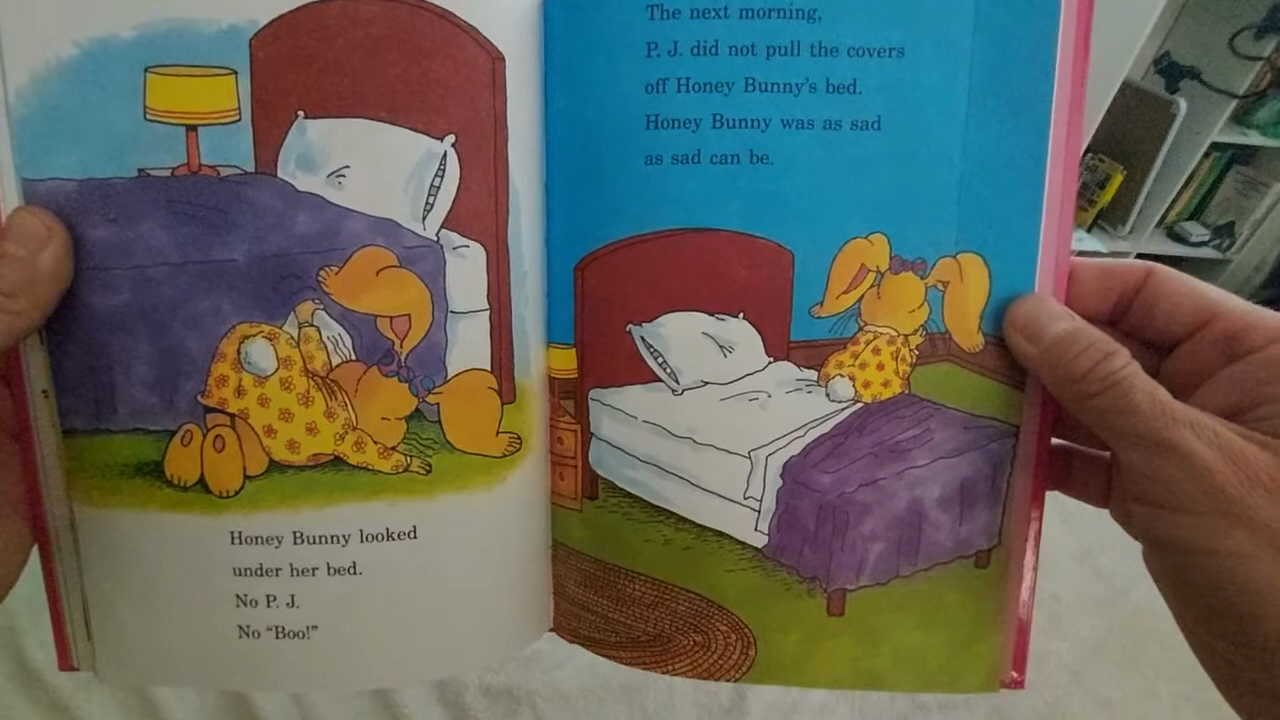 Honey Bunny looked
under her bed.
No P. J.
No “Boo!”
The next morning,
P. J. did not pull the covers
off Honey Bunny’s bed.
Honey Bunny was as sad
as sad can be.